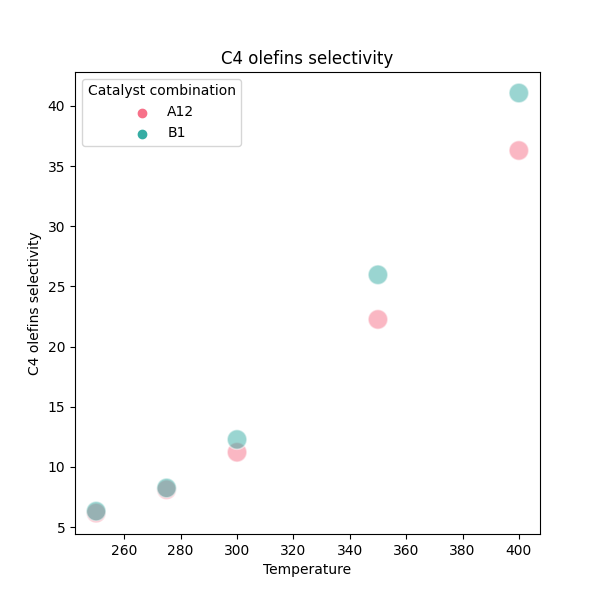 C4 olefins selectivity
Catalyst combination
A12
B1
C4 olefins selectivity
40
35
30
25
20
15
10
5
260 280 300 320 340 360 380 400
Temperature